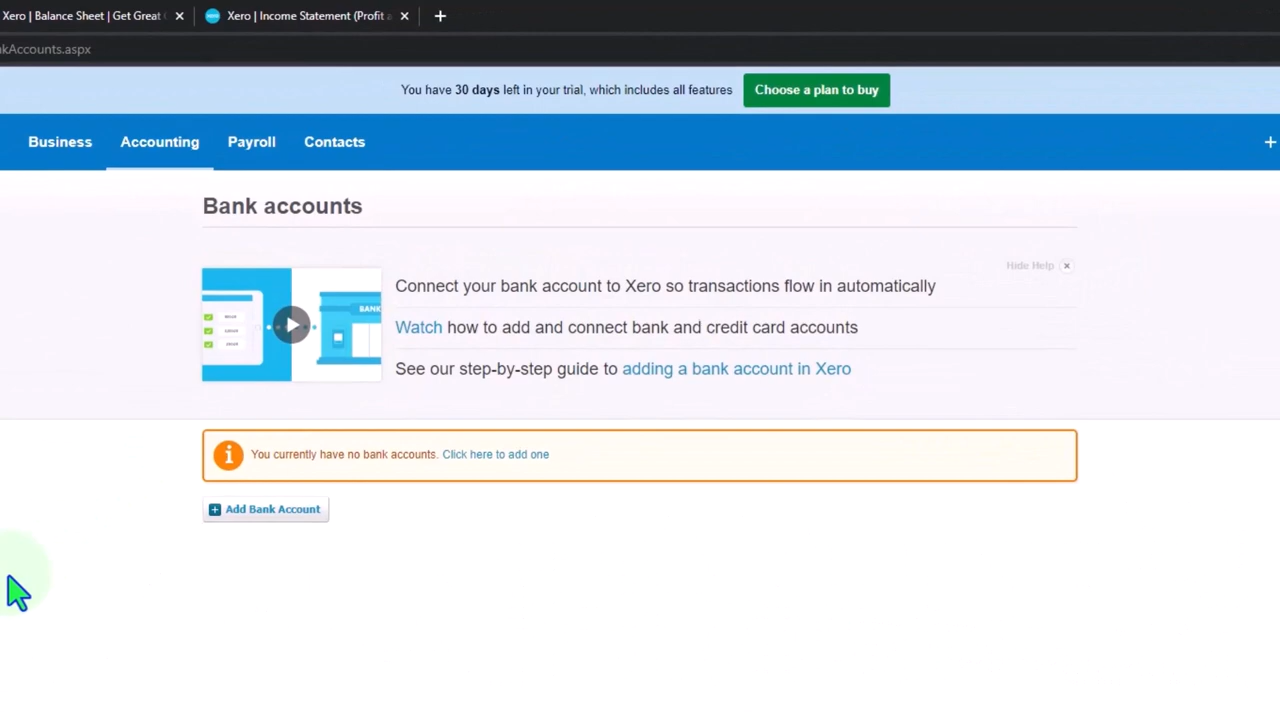 Xero | Balance Sheet | Get Great
Xero | Income Statement (Profit a
kAccounts.aspx
You have 30 days left in your trial, which includes all features
Choose a plan to buy
Business
Accounting
Payroll
Contacts
Bank accounts
Hide Help
BANK
Connect your bank account to Xero so transactions flow in automatically
Watch how to add and connect bank and credit card accounts
See our step-by-step guide to adding a bank account in Xero
You currently have no bank accounts. Click here to add one
Add Bank Account